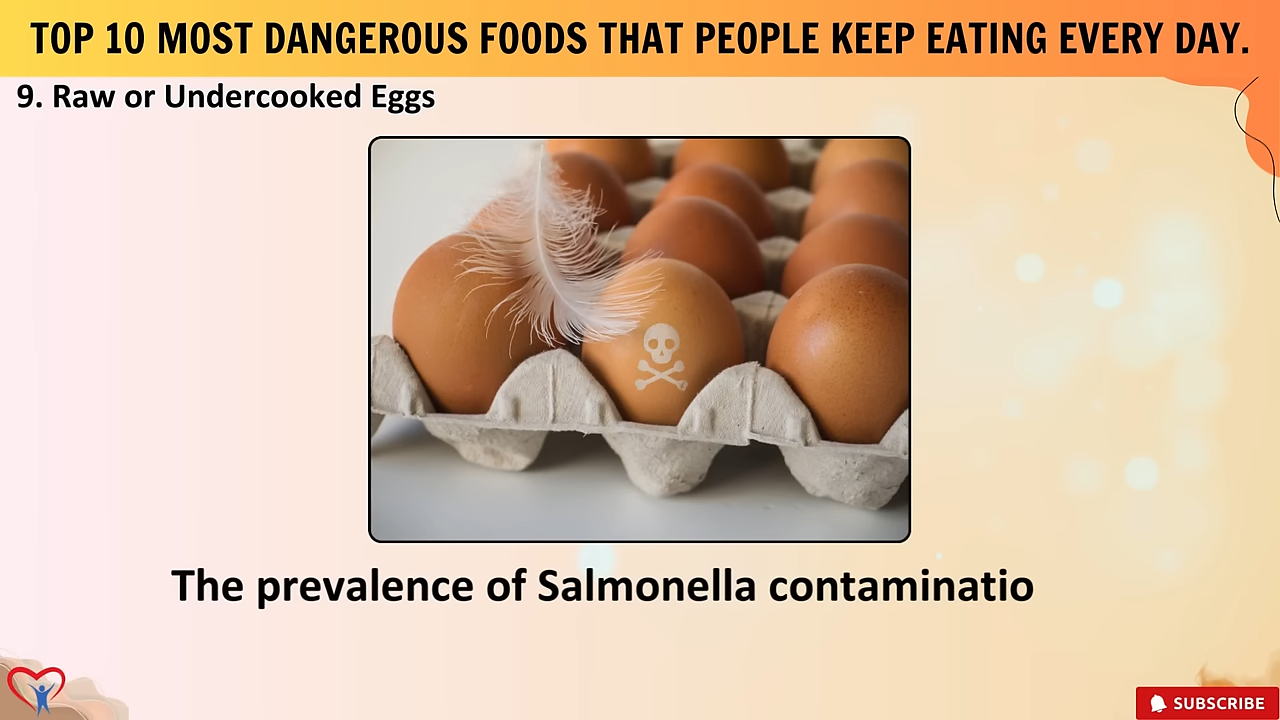 TOP 10 MOST DANGEROUS FOODS THAT PEOPLE KEEP EATING EVERY DAY.
9. Raw or Undercooked Eggs
The prevalence of Salmonella contaminatio
SUBSCRIBE